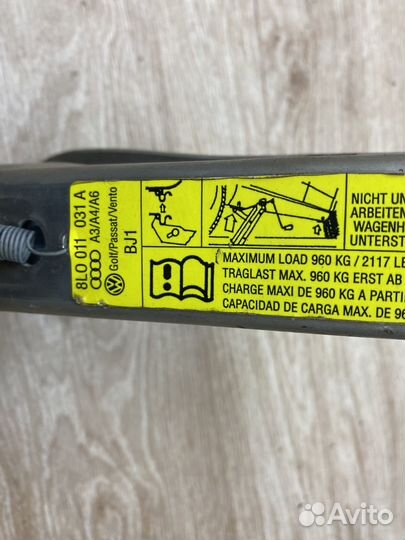 8LO 011 031 A
A3/A4/A6
Golf/Passat/Vento
BJ1
NICHT UN
ARBEITEN
WAGENH
UNTERST
MAXIMUM LOAD 960 KG / 2117 LE
TRAGLAST MAX. 960 KG ERST AB
CHARGE MAXI DE 960 KG A PARTI
CAPACIDAD DE CARGA MAX. DE 96
Avito